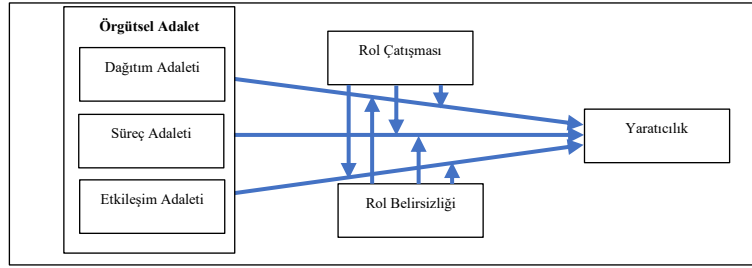 Örgütsel Adalet
Dağıtım Adaleti
Süreç Adaleti
Etkileşim Adaleti
Rol Çatışması
Rol Belirsizliği
Yaratıcılık